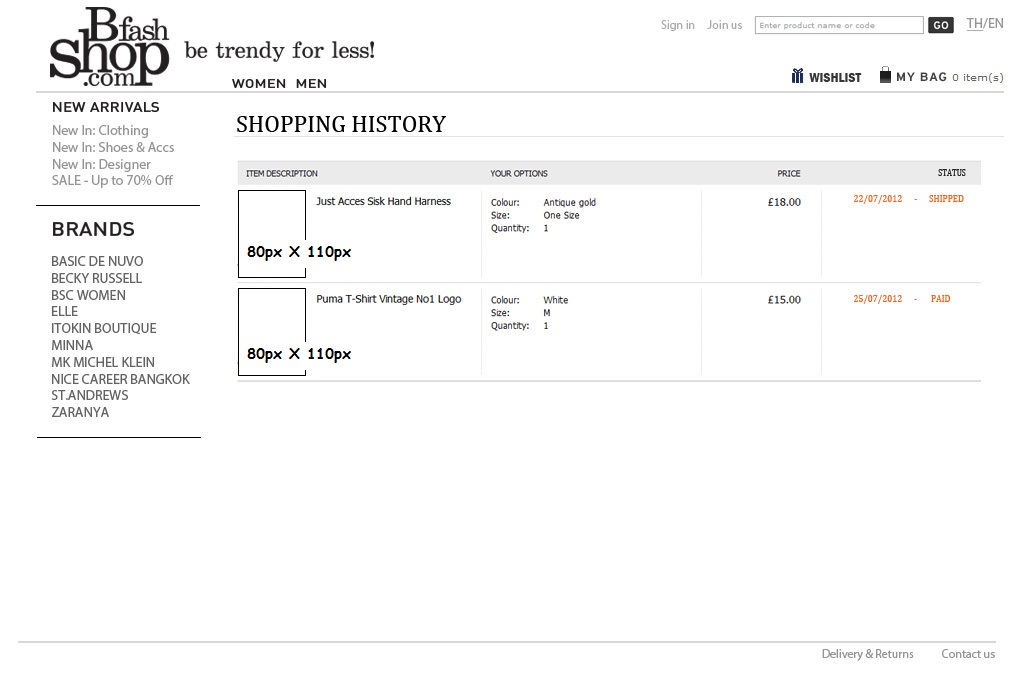 Bfash
Shop
.com
be trendy for less!
Sign in Join us Enter product name or code GO TH/EN
WOMEN MEN
WISHLIST MY BAG 0 item(s)
NEW ARRIVALS
New In: Clothing
New In: Shoes & Accs
New In: Designer
SALE - Up to 70% Off
BRANDS
BASIC DE NUVO
BECKY RUSSELL
BSC WOMEN
ELLE
ITOKIN BOUTIQUE
MINNA
MK MICHEL KLEIN
NICE CAREER BANGKOK
ST.ANDREWS
ZARANYA
SHOPPING HISTORY
ITEM DESCRIPTION YOUR OPTIONS PRICE STATUS
Just Acces Sisk Hand Harness Colour: Antique gold £18.00 22/07/2012 - SHIPPED
Size: One Size
Quantity: 1
80px X 110px
Puma T-Shirt Vintage No1 Logo Colour: White £15.00 25/07/2012 - PAID
Size: M
Quantity: 1
80px X 110px
Delivery & Returns Contact us